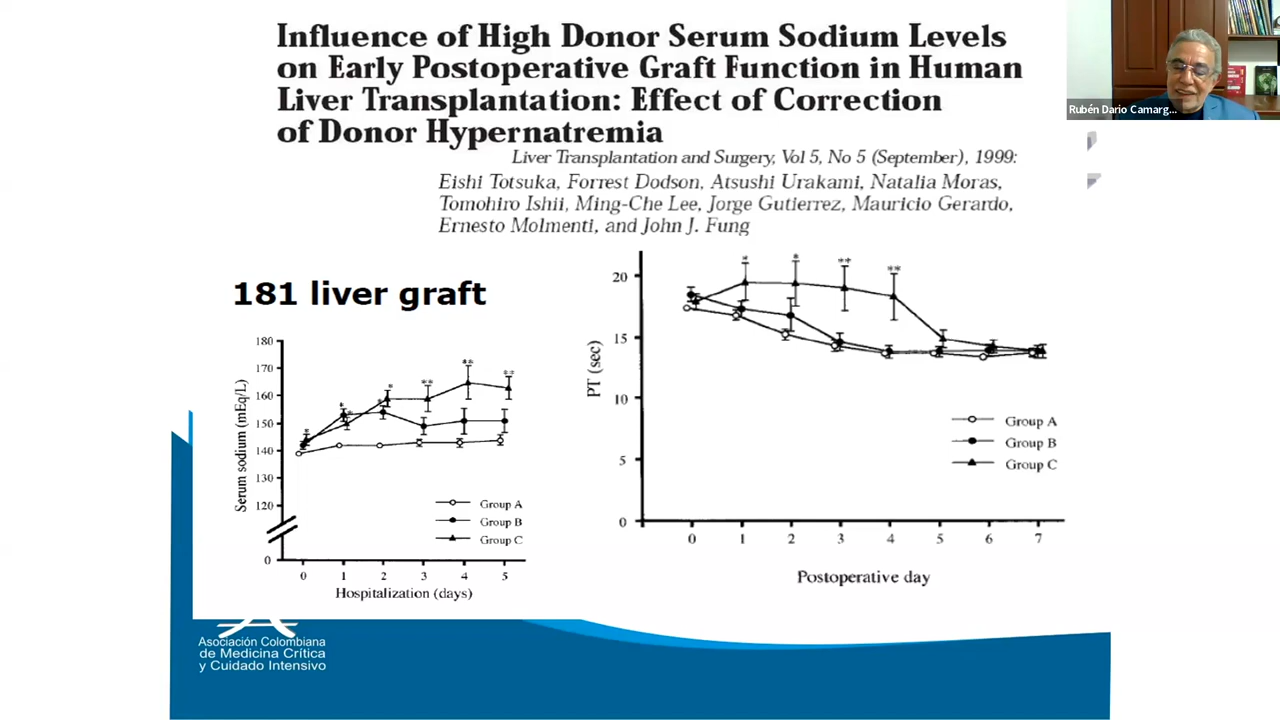 Influence of High Donor Serum Sodium Levels
on Early Postoperative Graft Function in Human
Liver Transplantation: Effect of Correction
of Donor Hypernatremia
Rubén Dario Camarg...
Liver Transplantation and Surgery, Vol 5, No 5 (September), 1999:
Eishi Totsuka, Forrest Dodson, Atsushi Urakami, Natalia Moras,
Tomohiro Ishii, Ming-Che Lee, Jorge Gutierrez, Mauricio Gerardo,
Ernesto Molmenti, and John J. Fung
181 liver graft
Serum sodium (mEq/L)
180
170
160
150
140
130
120
0
* * * * * ** ** **
Group A
Group B
Group C
0 1 2 3 4 5
Hospitalization (days)
PT (sec)
20
15
10
5
0
* * ** **
Group A
Group B
Group C
0 1 2 3 4 5 6 7
Postoperative day
Asociación Colombiana
de Medicina Crítica
y Cuidado Intensivo